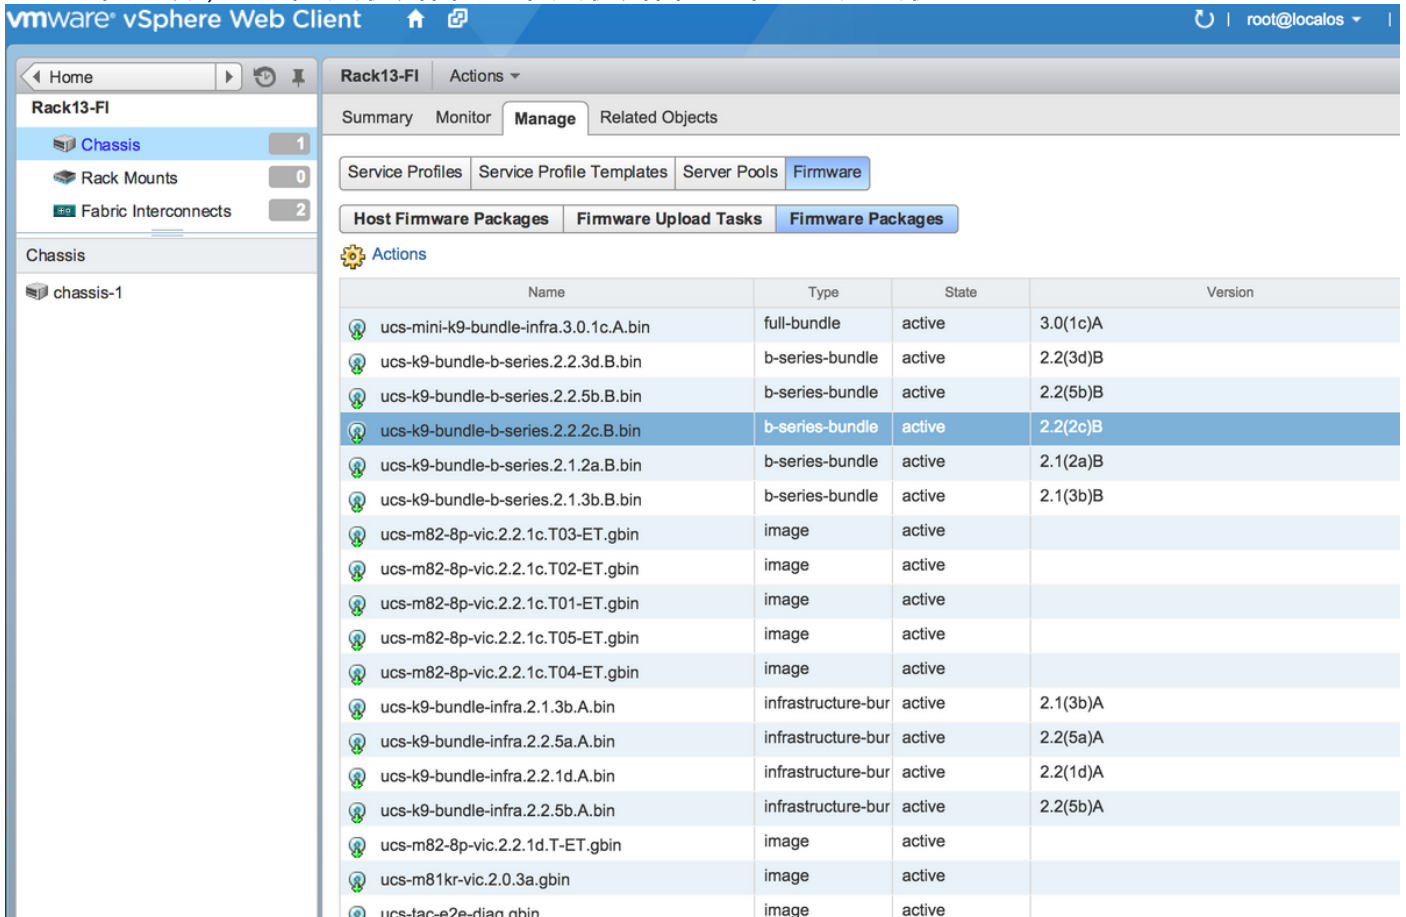 vmware® vSphere Web Client
root@localos
Home
Rack13-FI Actions
Rack13-FI
Summary Monitor Manage Related Objects
Chassis 1
Rack Mounts 0
Fabric Interconnects 2
Service Profiles Service Profile Templates Server Pools Firmware
Host Firmware Packages Firmware Upload Tasks Firmware Packages
Chassis
Actions
chassis-1
Name Type State Version
ucs-mini-k9-bundle-infra.3.0.1c.A.bin full-bundle active 3.0(1c)A
ucs-k9-bundle-b-series.2.2.3d.B.bin b-series-bundle active 2.2(3d)B
ucs-k9-bundle-b-series.2.2.5b.B.bin b-series-bundle active 2.2(5b)B
ucs-k9-bundle-b-series.2.2.2c.B.bin b-series-bundle active 2.2(2c)B
ucs-k9-bundle-b-series.2.1.2a.B.bin b-series-bundle active 2.1(2a)B
ucs-k9-bundle-b-series.2.1.3b.B.bin b-series-bundle active 2.1(3b)B
ucs-m82-8p-vic.2.2.1c.T03-ET.gbin image active
ucs-m82-8p-vic.2.2.1c.T02-ET.gbin image active
ucs-m82-8p-vic.2.2.1c.T01-ET.gbin image active
ucs-m82-8p-vic.2.2.1c.T05-ET.gbin image active
ucs-m82-8p-vic.2.2.1c.T04-ET.gbin image active
ucs-k9-bundle-infra.2.1.3b.A.bin infrastructure-bur active 2.1(3b)A
ucs-k9-bundle-infra.2.2.5a.A.bin infrastructure-bur active 2.2(5a)A
ucs-k9-bundle-infra.2.2.1d.A.bin infrastructure-bur active 2.2(1d)A
ucs-k9-bundle-infra.2.2.5b.A.bin infrastructure-bur active 2.2(5b)A
ucs-m82-8p-vic.2.2.1d.T-ET.gbin image active
ucs-m81kr-vic.2.0.3a.gbin image active
ucs-tac-e2e-diag.gbin image active